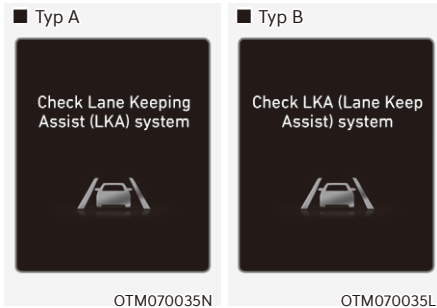 ■ Typ A
Check Lane Keeping
Assist (LKA) system
OTM070035N
■ Typ B
Check LKA (Lane Keep
Assist) system
OTM070035L